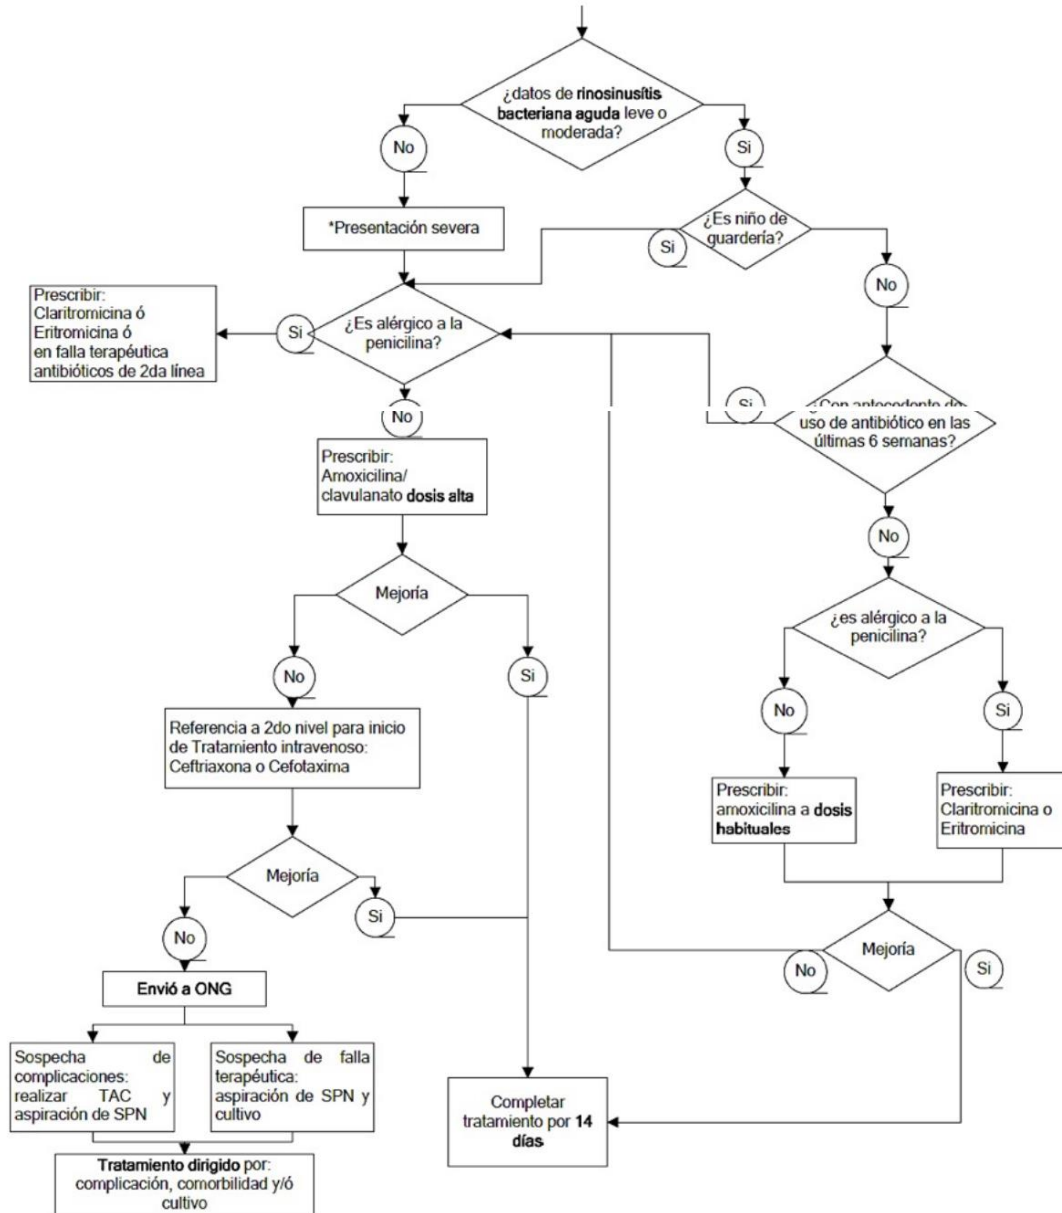 ¿datos de rinosinusítis
bacteriana aguda leve o
moderada?
No
Si
*Presentación severa
¿Es niño de
guardería?
Si
No
Prescribir:
Claritromicina ó
Eritromicina ó
en falla terapéutica
antibióticos de 2da línea
Si
¿Es alérgico a la
penicilina?
No
Si
¿Con antecedente de
uso de antibiótico en las
últimas 6 semanas?
Prescribir:
Amoxicilina/
clavulanato dosis alta
No
Mejoría
¿es alérgico a la
penicilina?
No
Si
No
Si
Referencia a 2do nivel para inicio
de Tratamiento intravenoso:
Ceftriaxona o Cefotaxima
Prescribir:
amoxicilina a dosis
habituales
Prescribir:
Claritromicina o
Eritromicina
Mejoría
No
Si
Mejoría
No
Si
Envió a ONG
Sospecha de
complicaciones:
realizar TAC y
aspiración de SPN
Sospecha de falla
terapéutica:
aspiración de SPN y
cultivo
Completar
tratamiento por 14
días
Tratamiento dirigido por:
complicación, comorbilidad y/ó
cultivo